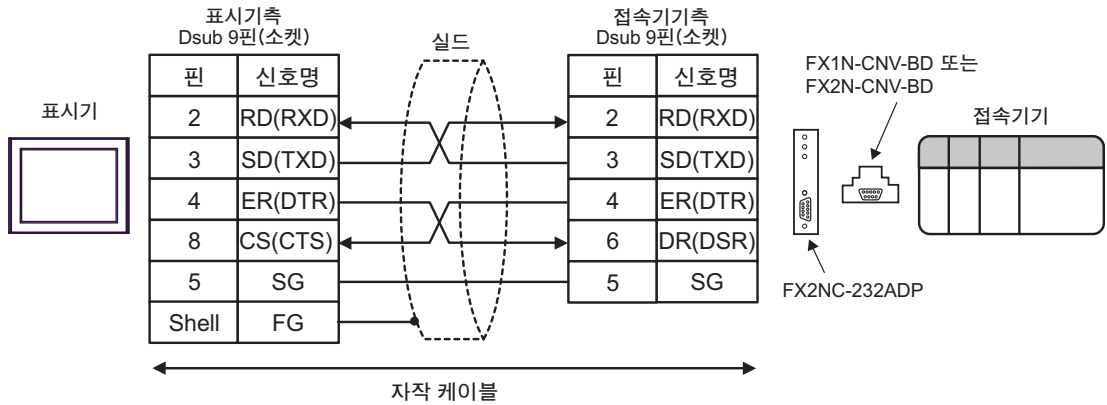 표시기측
Dsub 9핀(소켓)
실드
접속기기측
Dsub 9핀(소켓)
핀 신호명
2 RD(RXD)
3 SD(TXD)
4 ER(DTR)
8 CS(CTS)
5 SG
Shell FG
핀 신호명
2 RD(RXD)
3 SD(TXD)
4 ER(DTR)
6 DR(DSR)
5 SG
표시기
FX1N-CNV-BD 또는
FX2N-CNV-BD
접속기기
FX2NC-232ADP
자작 케이블